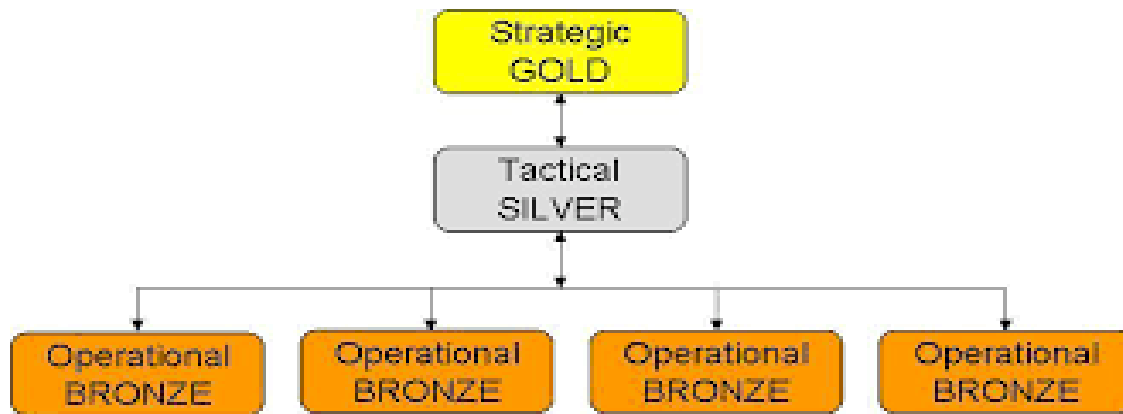 Strategic
GOLD
Tactical
SILVER
Operational
BRONZE
Operational
BRONZE
Operational
BRONZE
Operational
BRONZE